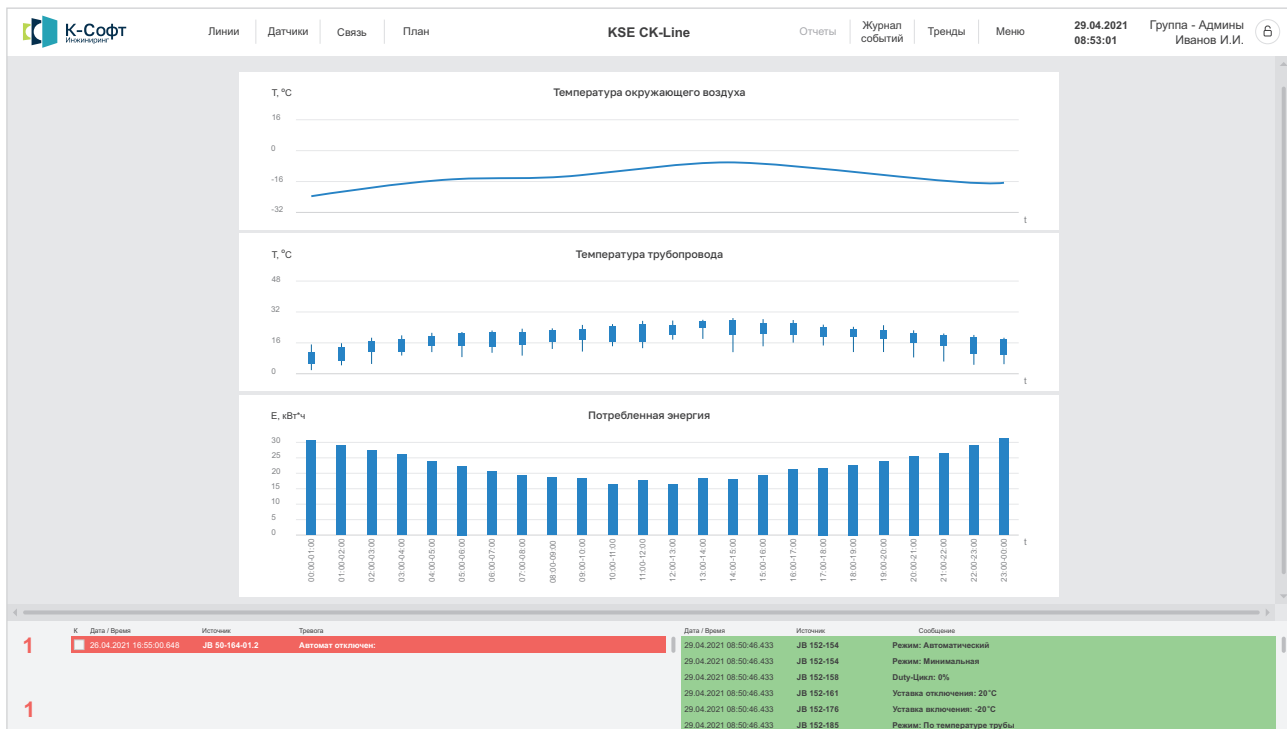 К-Софт
Инжиниринг
Линии
Датчики
Связь
План
KSE CK-Line
Отчеты
Журнал
событий
Тренды
Меню
29.04.2021
08:53:01
Группа - Админы
Иванов И.И.
T, °C
Температура окружающего воздуха
16
0
-16
-32
t
T, °C
Температура трубопровода
48
32
16
0
t
E, кВт*ч
Потребленная энергия
30
25
20
15
10
5
0
t
00:00-01:00
01:00-02:00
02:00-03:00
03:00-04:00
04:00-05:00
05:00-06:00
06:00-07:00
07:00-08:00
08:00-09:00
09:00-10:00
10:00-11:00
11:00-12:00
12:00-13:00
13:00-14:00
14:00-15:00
15:00-16:00
16:00-17:00
17:00-18:00
18:00-19:00
19:00-20:00
20:00-21:00
21:00-22:00
22:00-23:00
23:00-00:00
К Дата / Время Источник Тревога
1 26.04.2021 16:55:00.648 JB 50-164-01.2 Автомат отключен:
1
Дата / Время Источник Сообщение
29.04.2021 08:50:46.433 JB 152-154 Режим: Автоматический
29.04.2021 08:50:46.433 JB 152-154 Режим: Минимальная
29.04.2021 08:50:46.433 JB 152-158 Duty-Цикл: 0%
29.04.2021 08:50:46.433 JB 152-161 Уставка отключения: 20°C
29.04.2021 08:50:46.433 JB 152-176 Уставка включения: -20°C
29.04.2021 08:50:46.433 JB 152-185 Режим: По температуре трубы